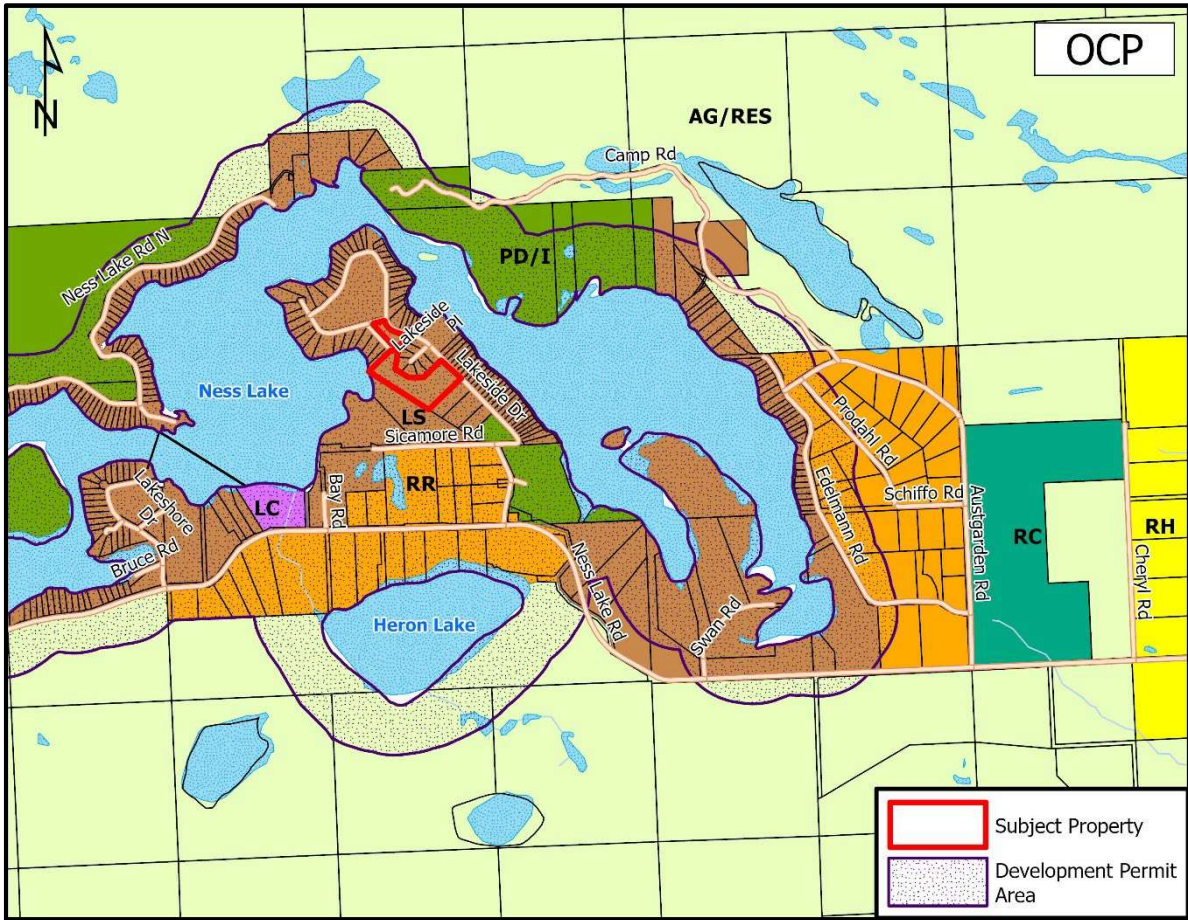 OCP
N
AG/RES
Camp Rd
Ness Lake Rd N
PD/I
Lakeside
Pl
Lakeside Dr
Ness Lake
LS
Sicamore Rd
Prodahl Rd
Lakeshore
Dr
LC
Bay Rd
RR
Schiffo Rd
Edelmann Rd
Austgarden Rd
RC
Cheryl Rd
RH
Bruce Rd
Ness Lake Rd
Heron Lake
Swan Rd
Subject Property
Development Permit
Area